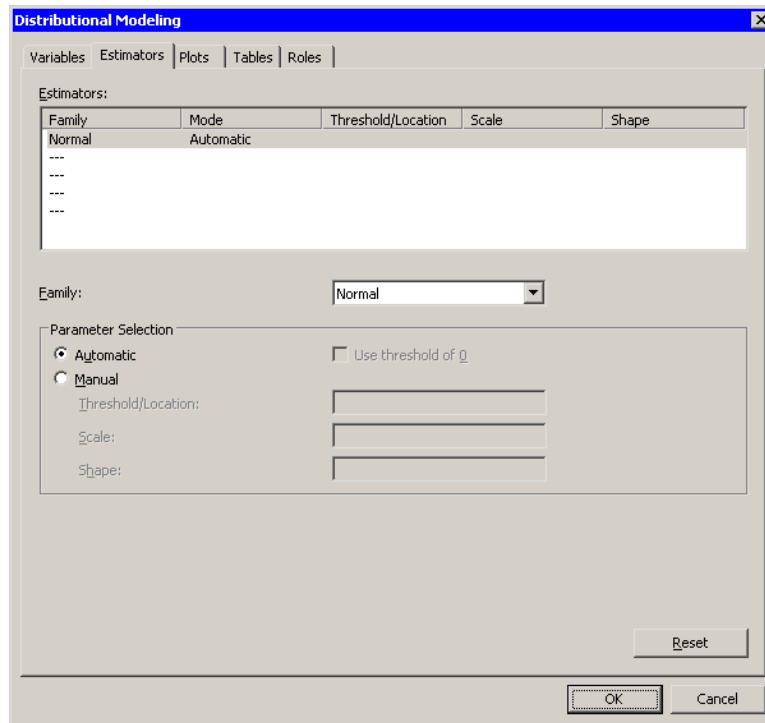 Distributional Modeling
Variables Estimators Plots Tables Roles
Estimators:
Family Mode Threshold/Location Scale Shape
Normal Automatic
---
---
---
---
Family: Normal
Parameter Selection
Automatic Use threshold of 0
Manual
Threshold/Location:
Scale:
Shape:
Reset
OK Cancel